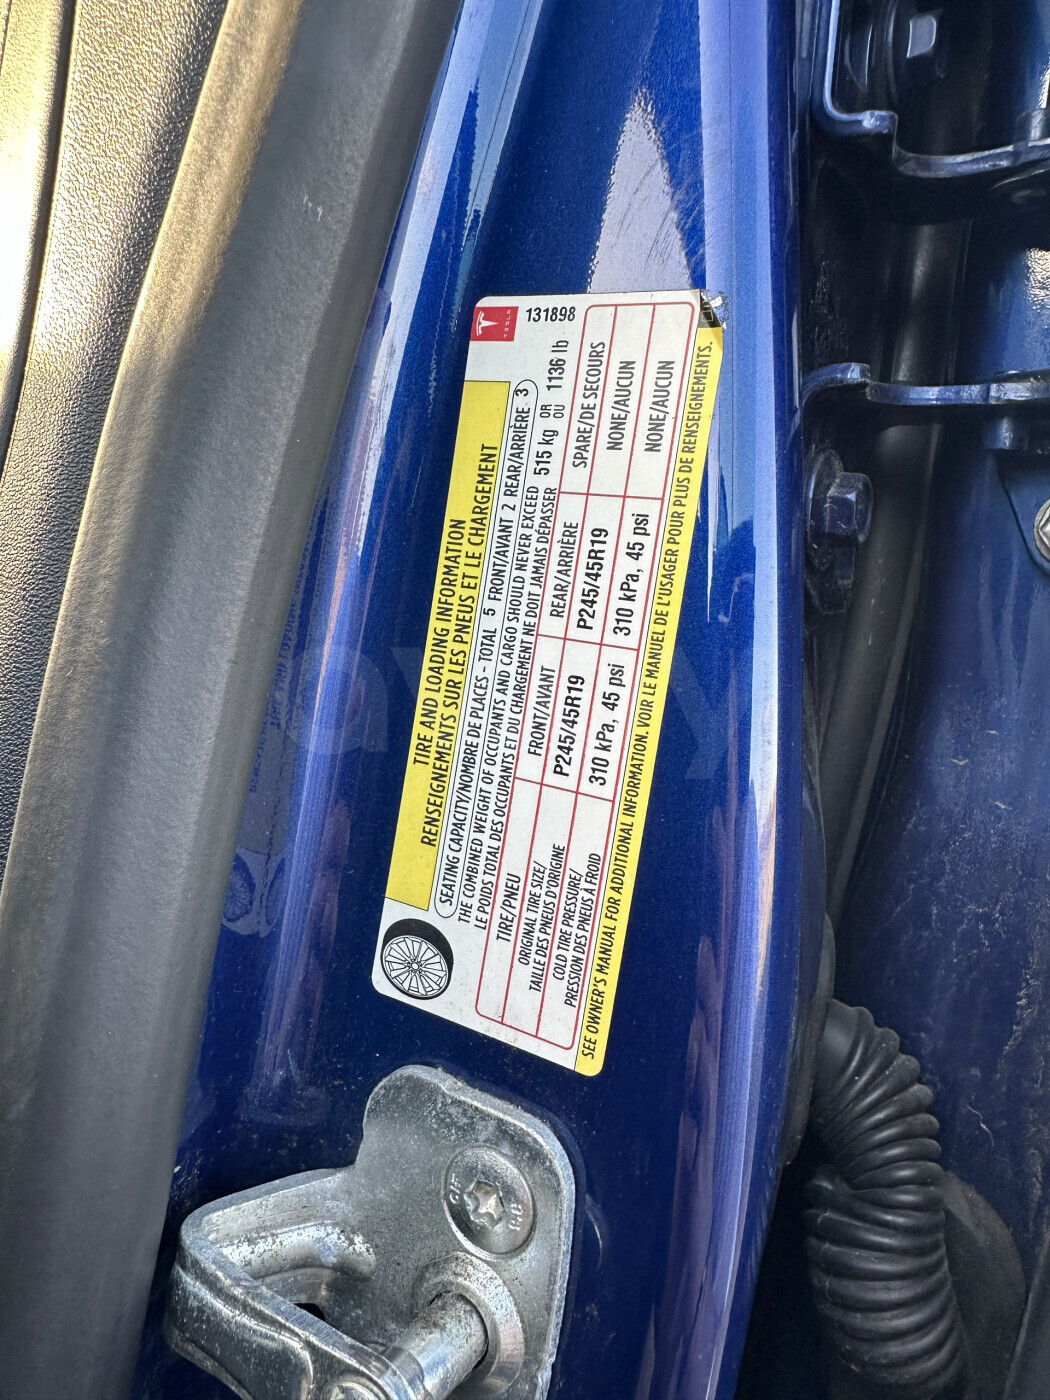 TESLA
131898
TIRE AND LOADING INFORMATION
RENSEIGNEMENTS SUR LES PNEUS ET LE CHARGEMENT
SEATING CAPACITY/NOMBRE DE PLACES - TOTAL 5 FRONT/AVANT 2 REAR/ARRIÈRE 3
THE COMBINED WEIGHT OF OCCUPANTS AND CARGO SHOULD NEVER EXCEED 515 kg OR 1136 lb
LE POIDS TOTAL DES OCCUPANTS ET DU CHARGEMENT NE DOIT JAMAIS DÉPASSER OU
TIRE/PNEU FRONT/AVANT REAR/ARRIÈRE SPARE/DE SECOURS
ORIGINAL TIRE SIZE/
TAILLE DES PNEUS D'ORIGINE P245/45R19 P245/45R19 NONE/AUCUN
COLD TIRE PRESSURE/
PRESSION DES PNEUS À FROID 310 kPa, 45 psi 310 kPa, 45 psi NONE/AUCUN
SEE OWNER'S MANUAL FOR ADDITIONAL INFORMATION. VOIR LE MANUEL DE L'USAGER POUR PLUS DE RENSEIGNEMENTS.